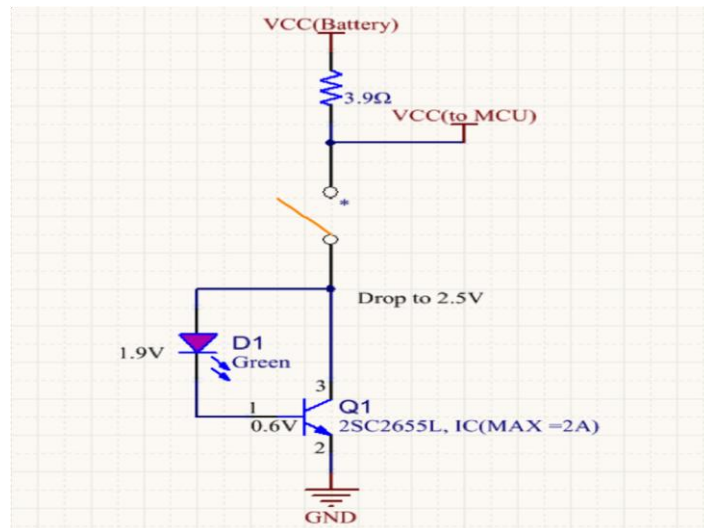 VCC(Battery)
3.9Ω
VCC(to MCU)
*
Drop to 2.5V
D1
1.9V
Green
3
1
Q1
0.6V
2SC2655L, IC(MAX =2A)
2
GND